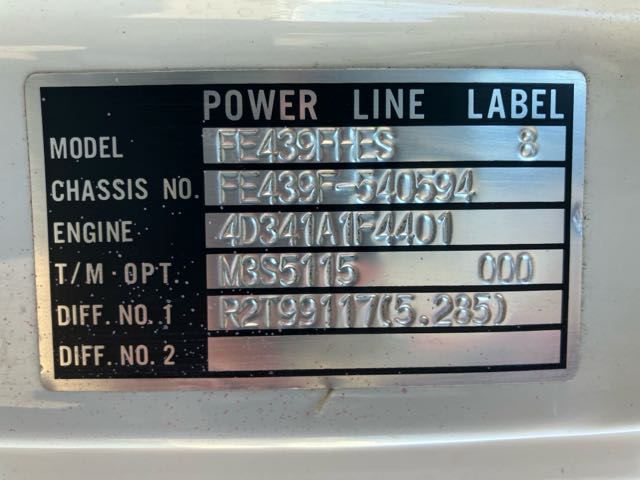 POWER LINE LABEL
MODEL FE439F1ES 8
CHASSIS NO. FE439F-540594
ENGINE 4D341A1F4401
T/M·OPT. M3S5115 000
DIFF. NO. 1 R2T99117(5.285)
DIFF. NO. 2